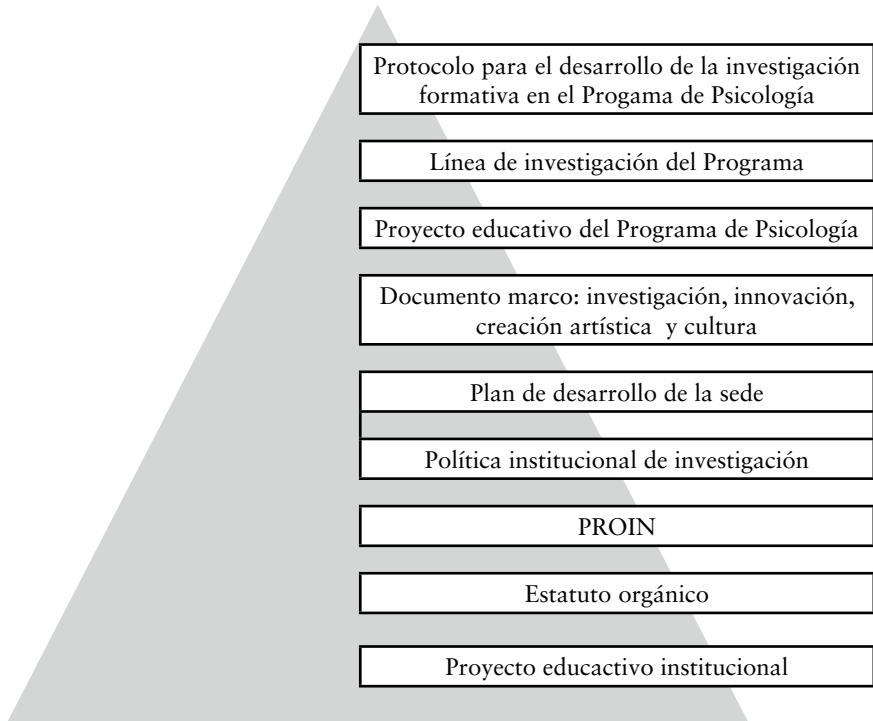 Protocolo para el desarrollo de la investigación
formativa en el Progama de Psicología
Línea de investigación del Programa
Proyecto educativo del Programa de Psicología
Documento marco: investigación, innovación,
creación artística y cultura
Plan de desarrollo de la sede
Política institucional de investigación
PROIN
Estatuto orgánico
Proyecto educactivo institucional